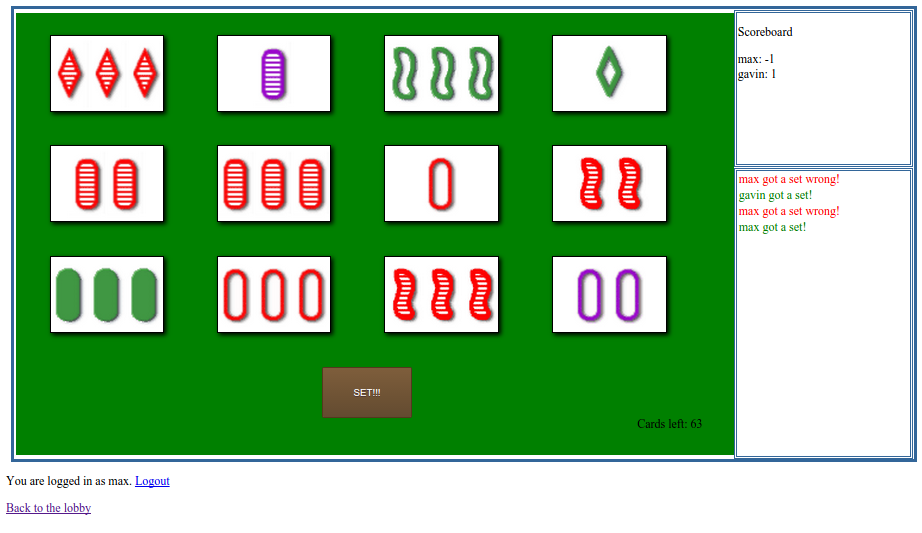 Scoreboard
max: -1
gavin: 1
max got a set wrong!
gavin got a set!
max got a set wrong!
max got a set!
SET!!!
Cards left: 63
You are logged in as max. Logout
Back to the lobby